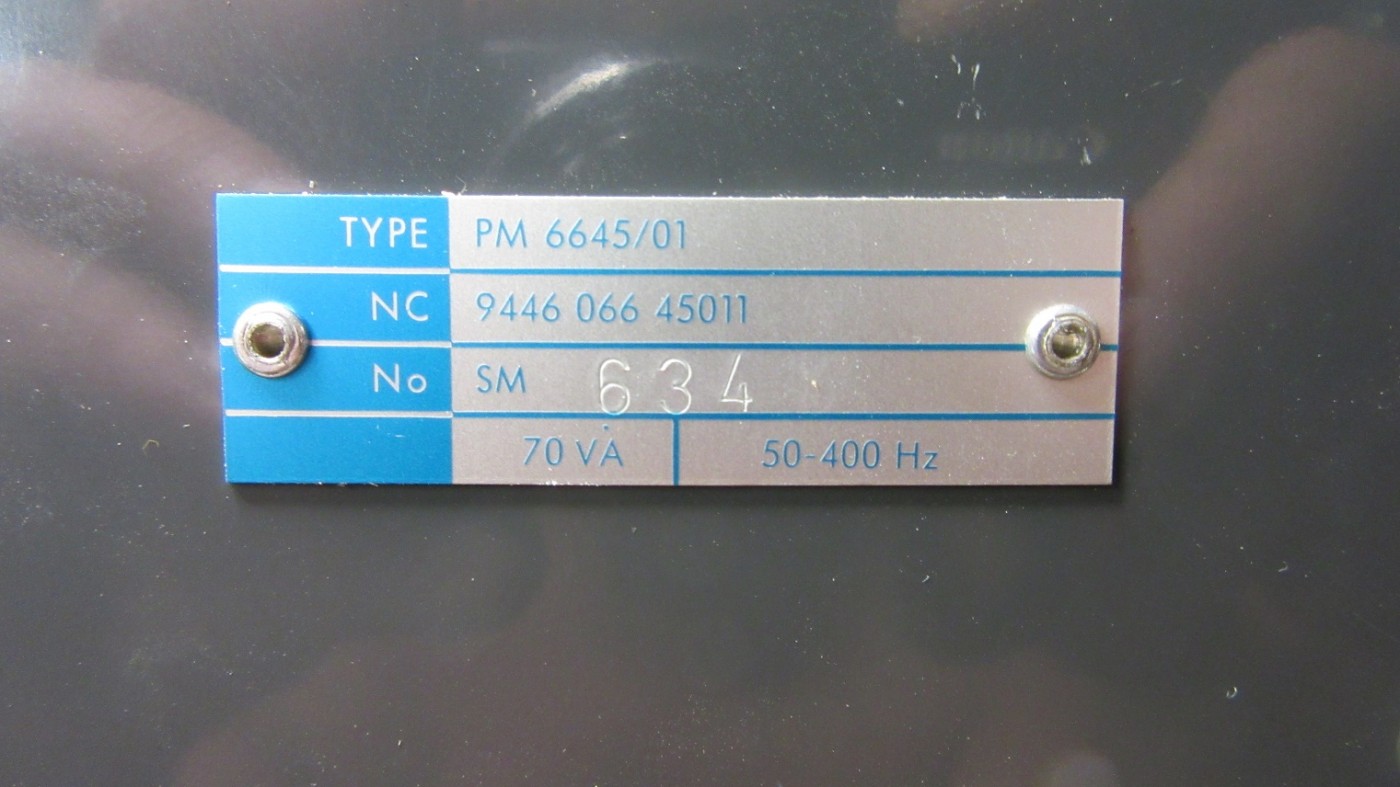 TYPE PM 6645/01
NC 9446 066 45011
No SM 634
70 VA 50-400 Hz